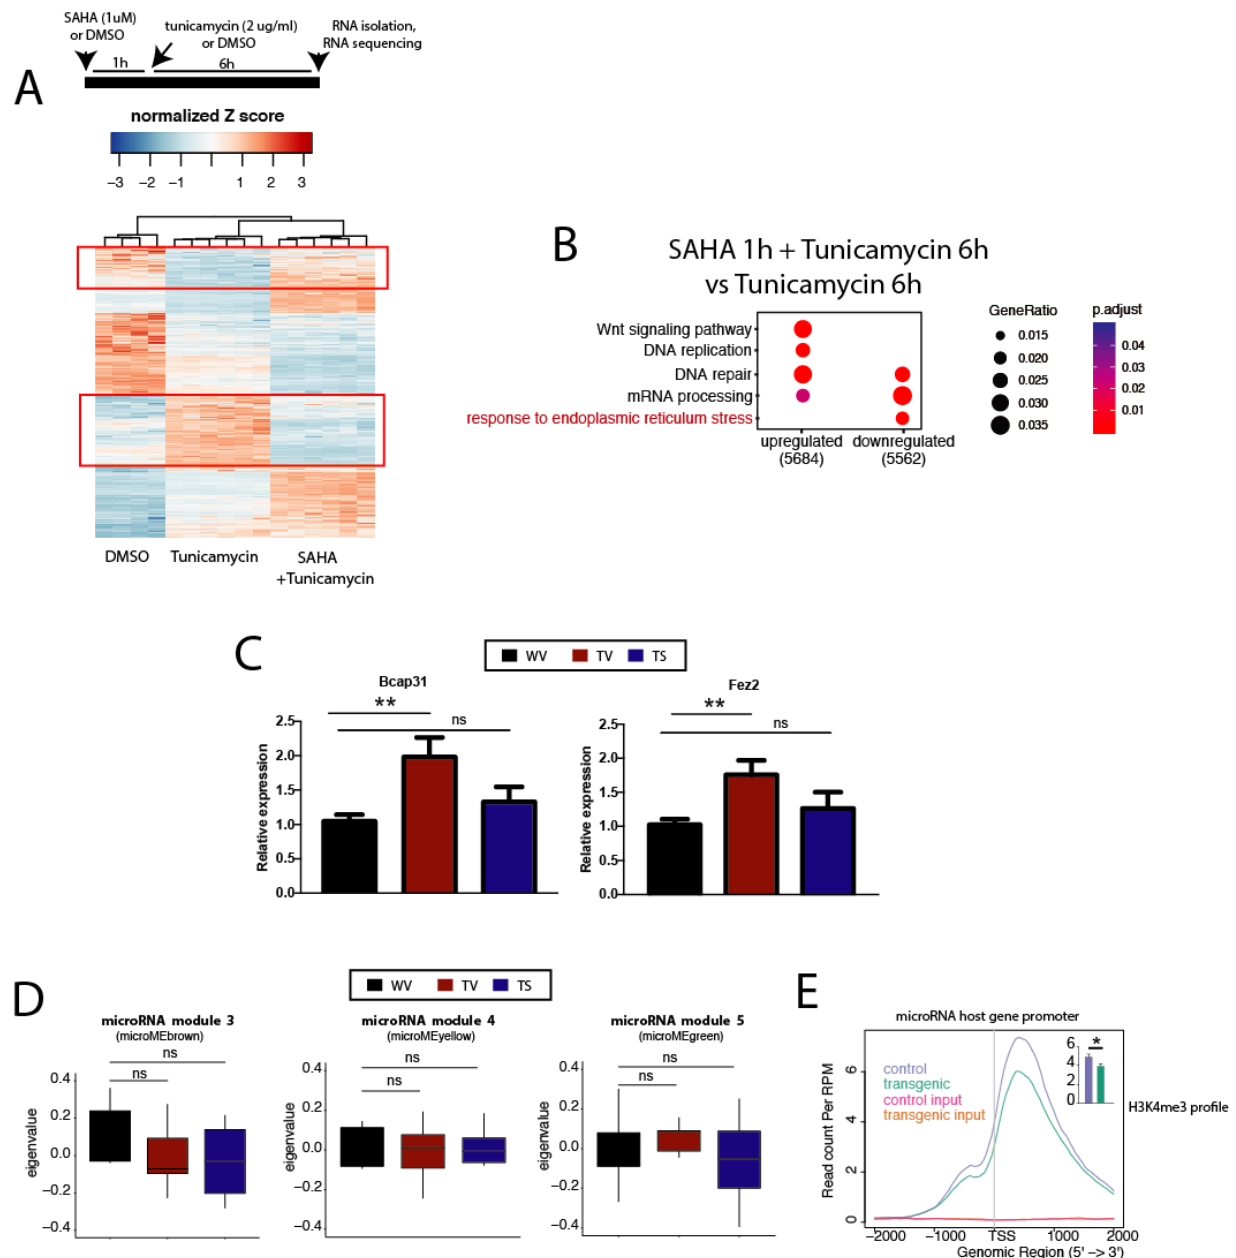 SAHA (1uM)
or DMSO
tunicamycin (2 ug/ml)
or DMSO
RNA isolation,
RNA sequencing
1h
6h
A
normalized Z score
−3 −2 −1 1 2 3
DMSO Tunicamycin SAHA
+Tunicamycin
B
SAHA 1h + Tunicamycin 6h
vs Tunicamycin 6h
Wnt signaling pathway
DNA replication
DNA repair
mRNA processing
response to endoplasmic reticulum stress
upregulated
(5684)
downregulated
(5562)
GeneRatio
0.015
0.020
0.025
0.030
0.035
p.adjust
0.04
0.03
0.02
0.01
C
WV TV TS
Bcap31
**
ns
Relative expression
2.5
2.0
1.5
1.0
0.5
0.0
Fez2
**
ns
Relative expression
2.5
2.0
1.5
1.0
0.5
0.0
D
WV TV TS
microRNA module 3
(microMEbrown)
ns
ns
eigenvalue
0.4
0.2
0.0
−0.2
−0.4
microRNA module 4
(microMEyellow)
ns
ns
eigenvalue
0.4
0.2
0.0
−0.2
−0.4
microRNA module 5
(microMEgreen)
ns
ns
eigenvalue
0.4
0.2
0.0
−0.2
−0.4
E
microRNA host gene promoter
control
transgenic
control input
transgenic input
6
4
2
0
*
H3K4me3 profile
Read count Per RPM
6
4
2
0
−2000 −1000 TSS 1000 2000
Genomic Region (5' -> 3')